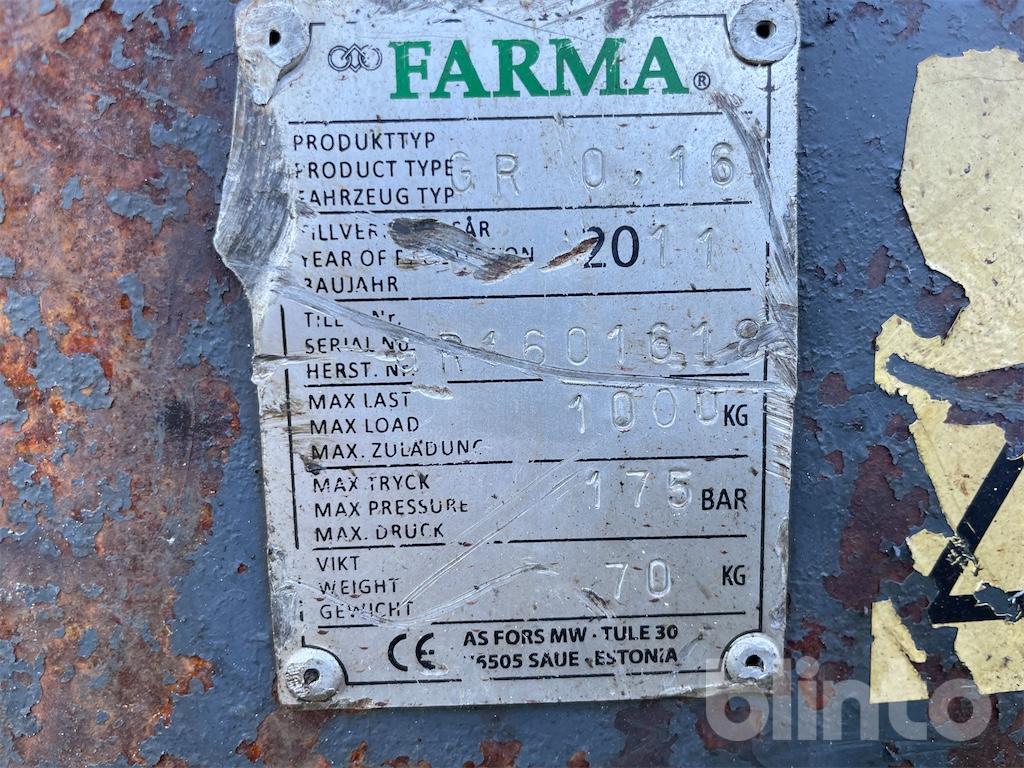 FARMA®
PRODUKTTYP
PRODUCT TYPE GR 0,16
FAHRZEUG TYP
YEAR OF 2011
BAUJAHR
SERIAL NO. R1601618
HERST. Nr.
MAX LAST
MAX LOAD 1000 KG
MAX. ZULADUNG
MAX TRYCK
MAX PRESSURE 175 BAR
MAX. DRUCK
VIKT
WEIGHT 70 KG
GEWICHT
CE AS FORS MW · TULE 30
SAUE · ESTONIA
blinto